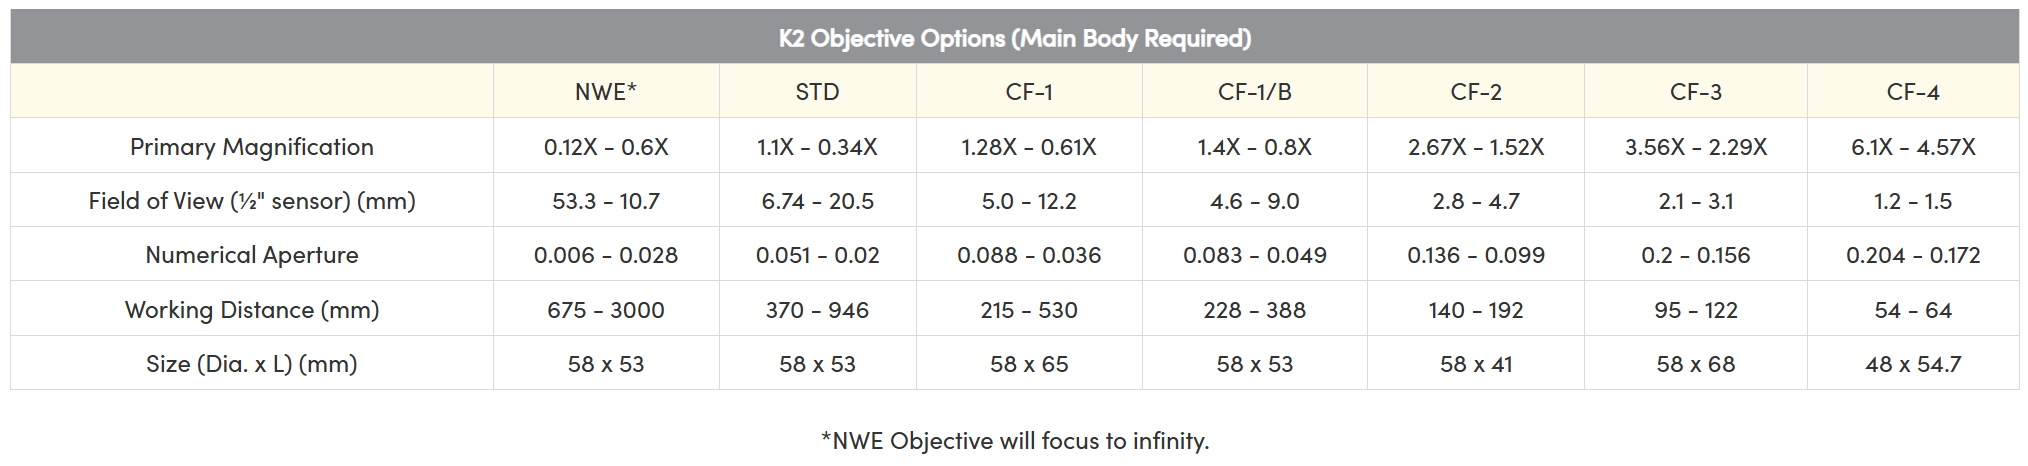 K2 Objective Options (Main Body Required)
NWE* STD CF-1 CF-1/B CF-2 CF-3 CF-4
Primary Magnification 0.12X - 0.6X 1.1X - 0.34X 1.28X - 0.61X 1.4X - 0.8X 2.67X - 1.52X 3.56X - 2.29X 6.1X - 4.57X
Field of View (½" sensor) (mm) 53.3 - 10.7 6.74 - 20.5 5.0 - 12.2 4.6 - 9.0 2.8 - 4.7 2.1 - 3.1 1.2 - 1.5
Numerical Aperture 0.006 - 0.028 0.051 - 0.02 0.088 - 0.036 0.083 - 0.049 0.136 - 0.099 0.2 - 0.156 0.204 - 0.172
Working Distance (mm) 675 - 3000 370 - 946 215 - 530 228 - 388 140 - 192 95 - 122 54 - 64
Size (Dia. x L) (mm) 58 x 53 58 x 53 58 x 65 58 x 53 58 x 41 58 x 68 48 x 54.7
*NWE Objective will focus to infinity.